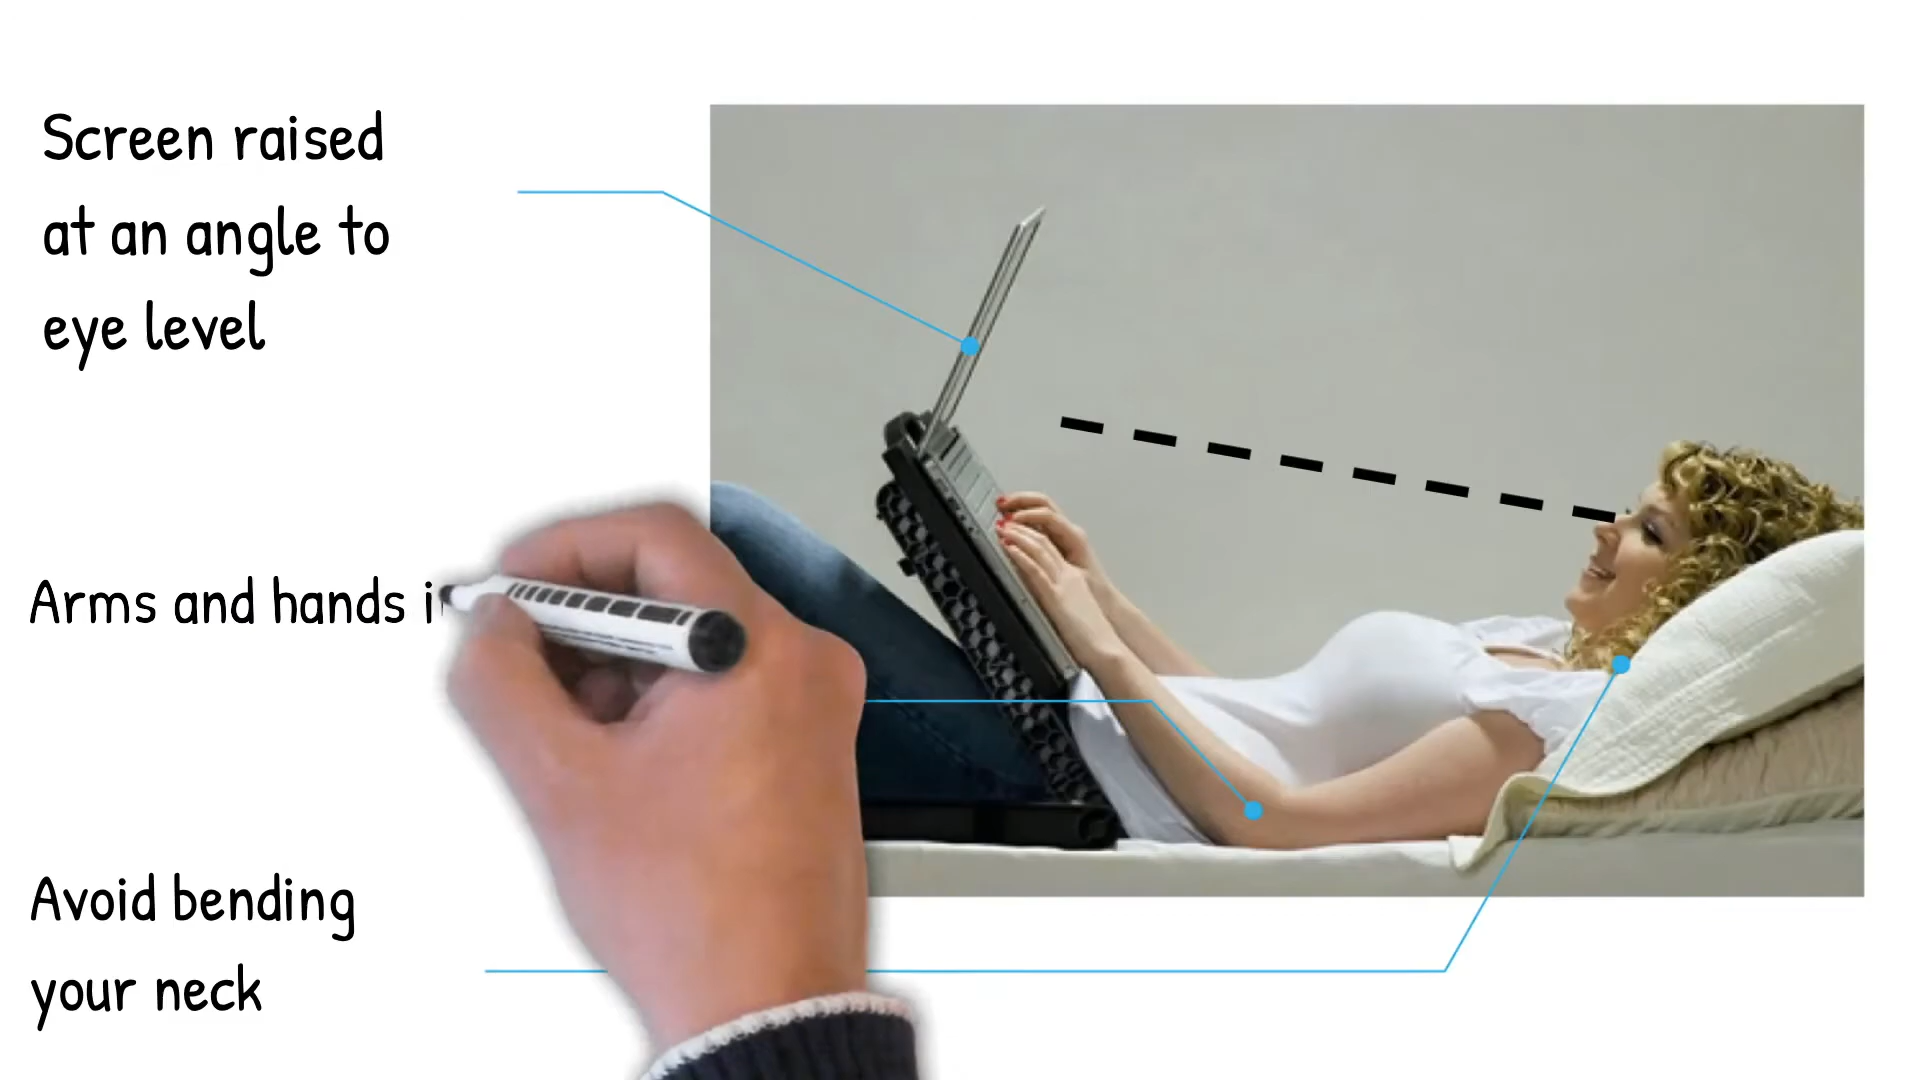 Screen raised
at an angle to
eye level
Arms and hands
Avoid bending
your neck